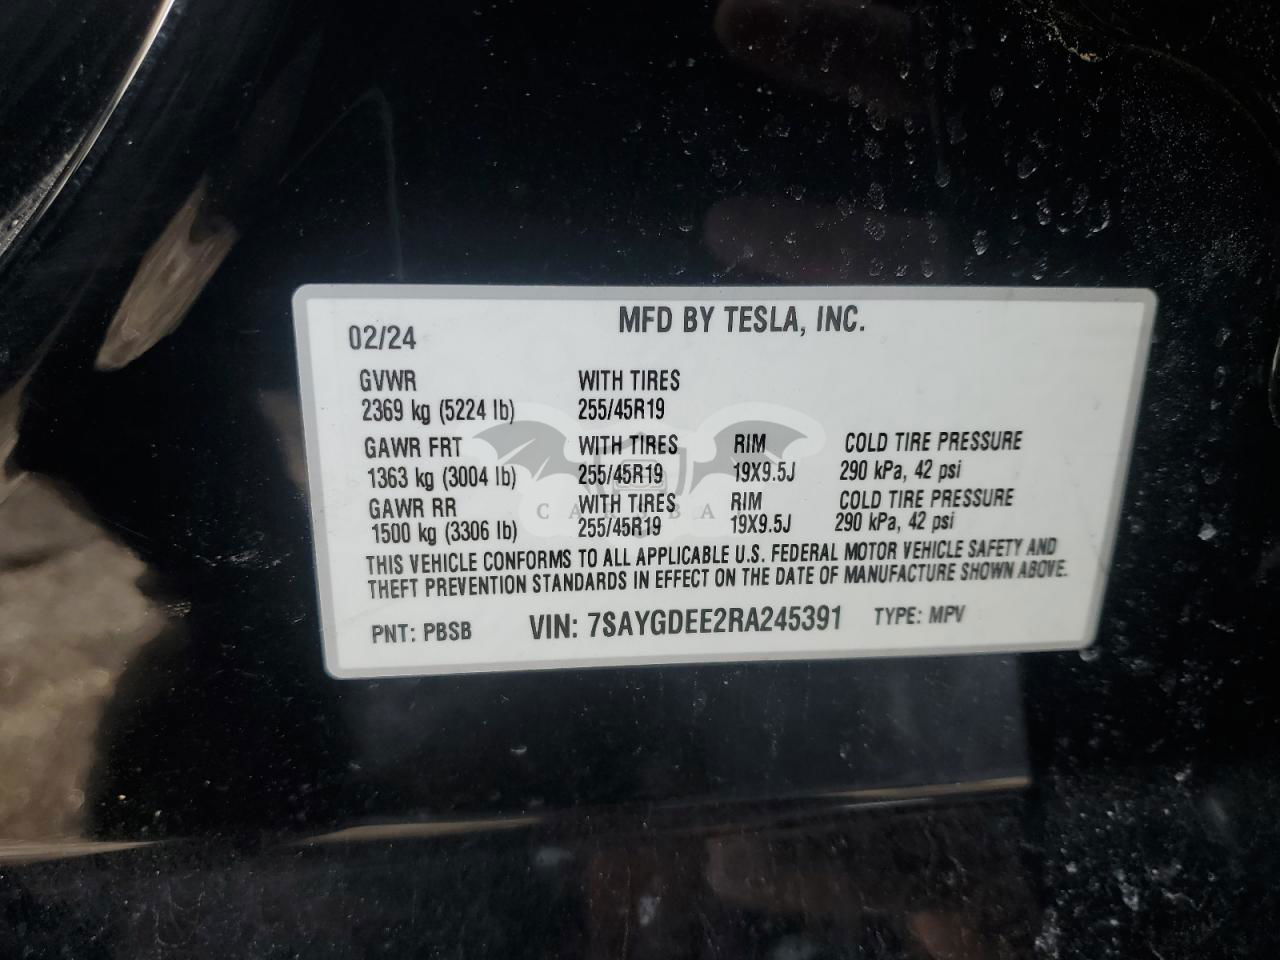 MFD BY TESLA, INC.
02/24
GVWR WITH TIRES
2369 kg (5224 lb) 255/45R19
GAWR FRT WITH TIRES RIM COLD TIRE PRESSURE
1363 kg (3004 lb) 255/45R19 19X9.5J 290 kPa, 42 psi
GAWR RR WITH TIRES RIM COLD TIRE PRESSURE
1500 kg (3306 lb) 255/45R19 19X9.5J 290 kPa, 42 psi
THIS VEHICLE CONFORMS TO ALL APPLICABLE U.S. FEDERAL MOTOR VEHICLE SAFETY AND
THEFT PREVENTION STANDARDS IN EFFECT ON THE DATE OF MANUFACTURE SHOWN ABOVE.
PNT: PBSB VIN: 7SAYGDEE2RA245391 TYPE: MPV